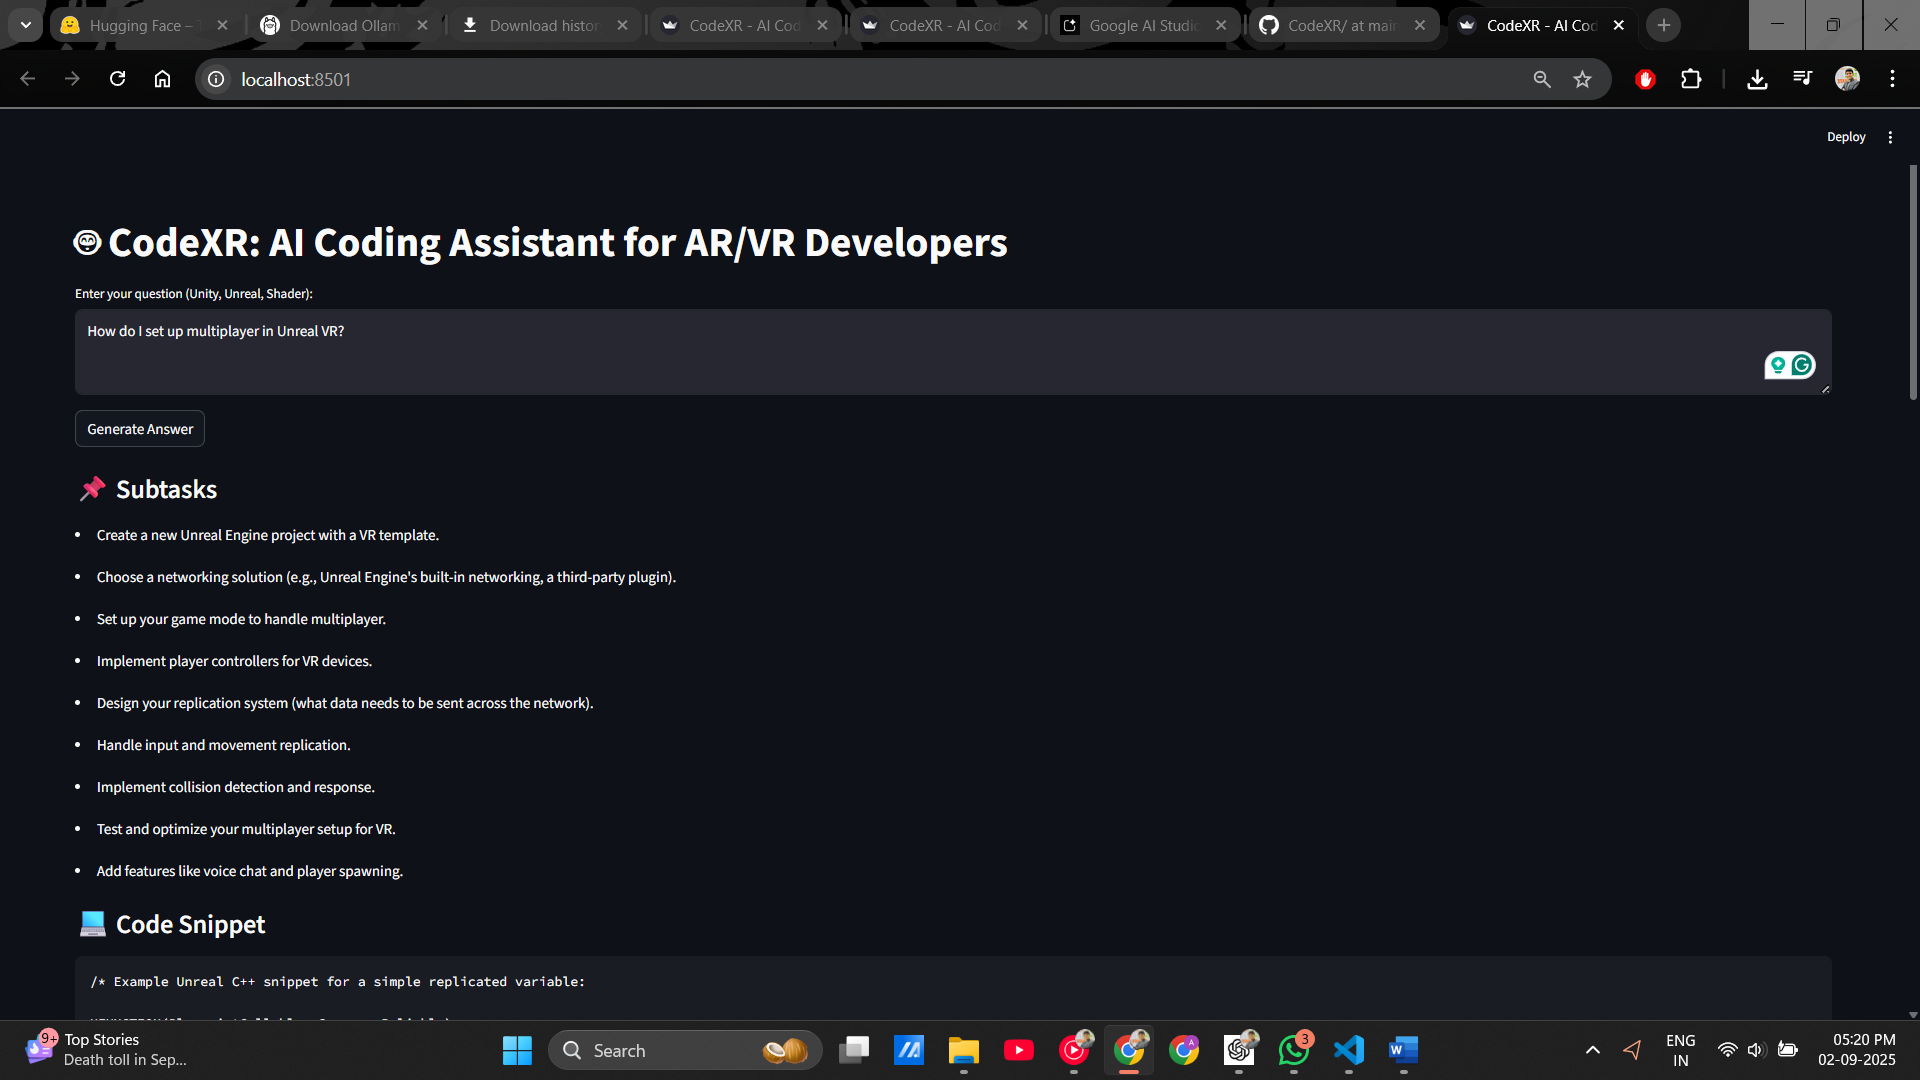 Hugging Face –
Download Ollam
Download histor
CodeXR - AI Cod
CodeXR - AI Cod
Google AI Studio
CodeXR/ at main
CodeXR - AI Cod
localhost:8501
Deploy
CodeXR: AI Coding Assistant for AR/VR Developers
Enter your question (Unity, Unreal, Shader):
How do I set up multiplayer in Unreal VR?
Generate Answer
Subtasks
• Create a new Unreal Engine project with a VR template.
• Choose a networking solution (e.g., Unreal Engine's built-in networking, a third-party plugin).
• Set up your game mode to handle multiplayer.
• Implement player controllers for VR devices.
• Design your replication system (what data needs to be sent across the network).
• Handle input and movement replication.
• Implement collision detection and response.
• Test and optimize your multiplayer setup for VR.
• Add features like voice chat and player spawning.
Code Snippet
/* Example Unreal C++ snippet for a simple replicated variable:
9+
Top Stories
Death toll in Sep...
Search
3
ENG
IN
05:20 PM
02-09-2025